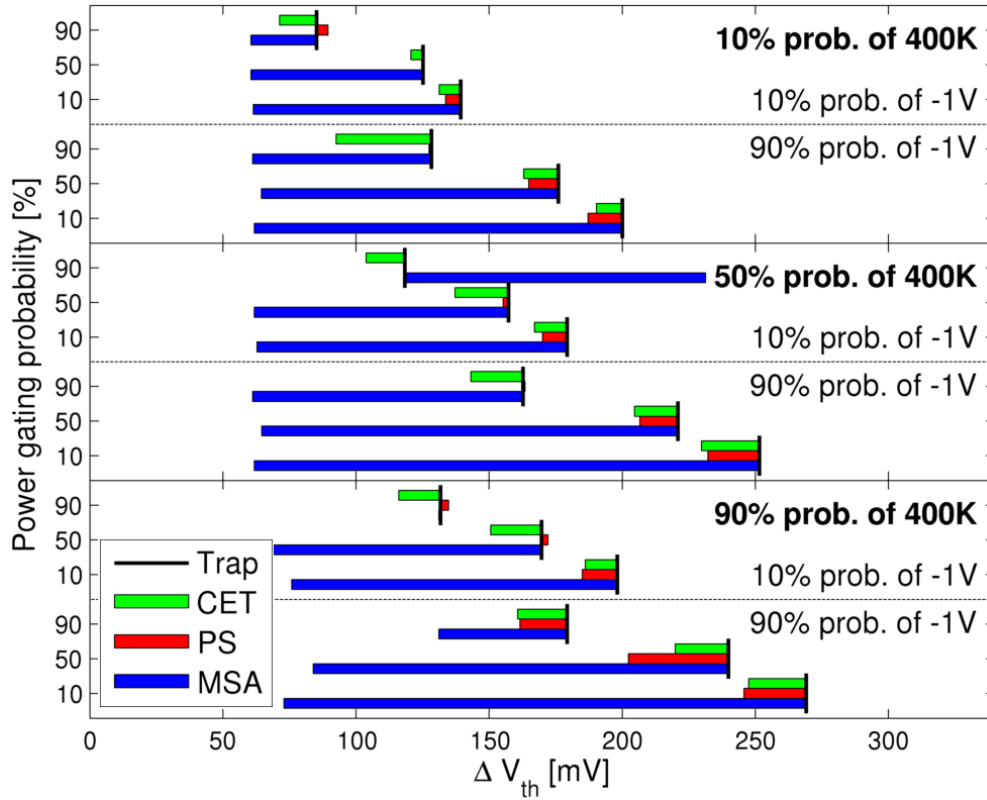 Power gating probability [%]
90
10% prob. of 400K
50
10
10% prob. of -1V
90
90% prob. of -1V
50
10
90
50% prob. of 400K
50
10% prob. of -1V
10
90
90% prob. of -1V
50
10
90
90% prob. of 400K
50
10
10% prob. of -1V
90
90% prob. of -1V
50
10
Trap
CET
PS
MSA
0 50 100 150 200 250 300
Δ Vth [mV]